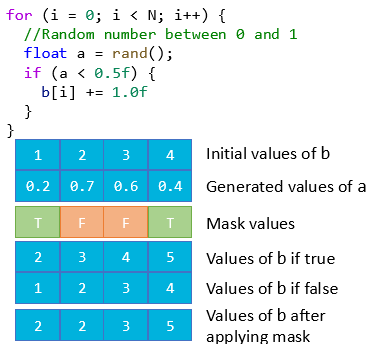 for (i = 0; i < N; i++) {
//Random number between 0 and 1
float a = rand();
if (a < 0.5f) {
b[i] += 1.0f
}
}
1 2 3 4 Initial values of b
0.2 0.7 0.6 0.4 Generated values of a
T F F T Mask values
2 3 4 5 Values of b if true
1 2 3 4 Values of b if false
2 2 3 5 Values of b after
applying mask